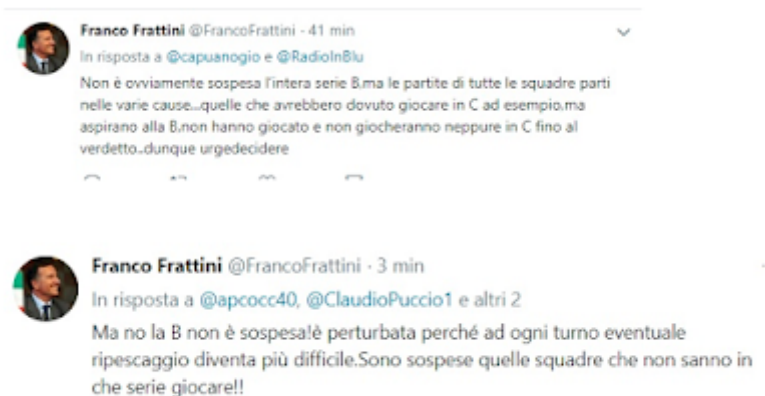 Franco Frattini @FrancoFrattini · 41 min
In risposta a @capuanogio e @RadioInBlu
Non è ovviamente sospesa l'intera serie B.ma le partite di tutte le squadre parti
nelle varie cause...quelle che avrebbero dovuto giocare in C ad esempio.ma
aspirano alla B.non hanno giocato e non giocheranno neppure in C fino al
verdetto..dunque urgedecidere
Franco Frattini @FrancoFrattini · 3 min
In risposta a @apcocc40, @ClaudioPuccio1 e altri 2
Ma no la B non è sospesa!è perturbata perché ad ogni turno eventuale
ripescaggio diventa più difficile.Sono sospese quelle squadre che non sanno in
che serie giocare!!